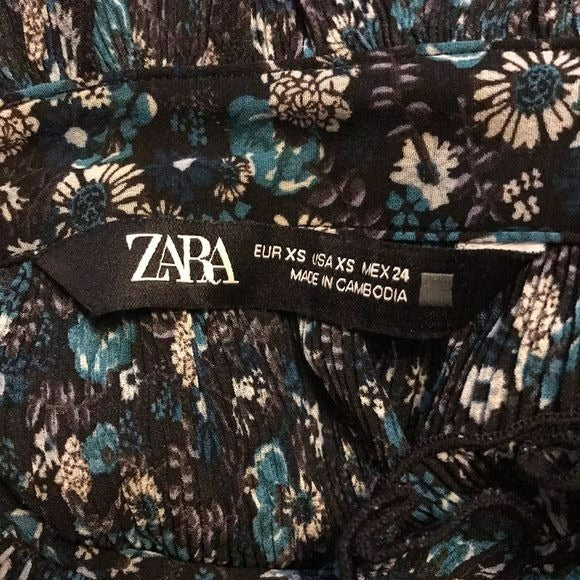 ZARA
EUR XS USA XS MEX 24
MADE IN CAMBODIA